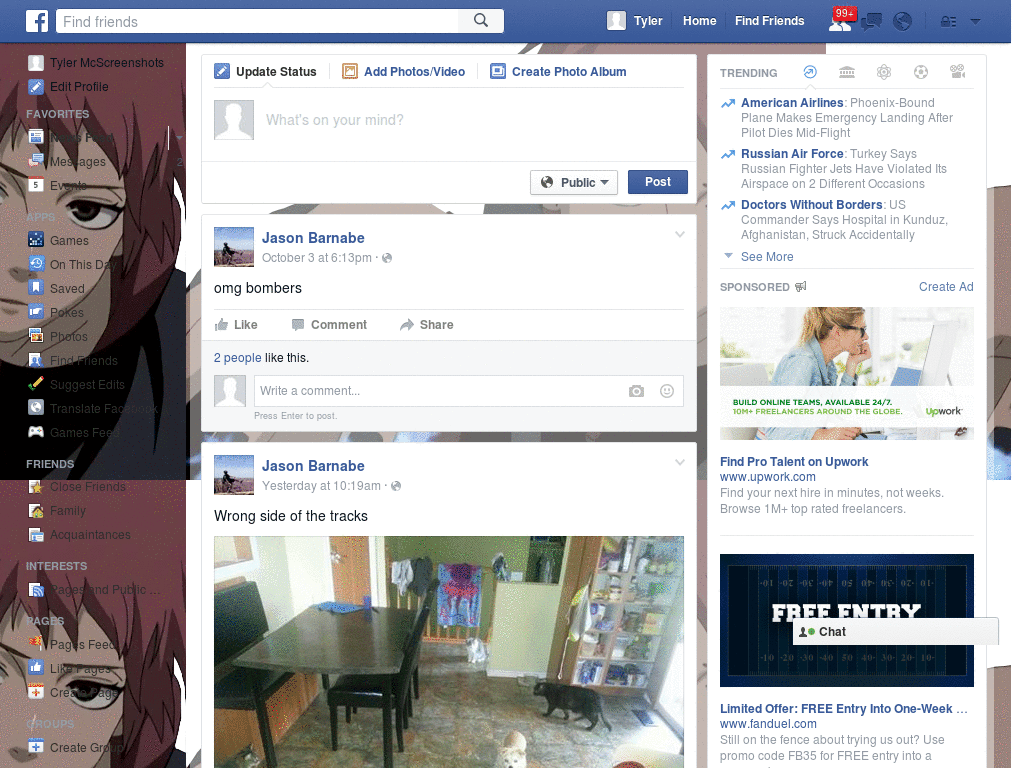 Find friends
Tyler
Home
Find Friends
99+
Tyler McScreenshots
Edit Profile
FAVORITES
News Feed
Messages
2
5
Events
APPS
Games
On This Day
Saved
Pokes
Photos
Find Friends
Suggest Edits
Translate Facebook
Games Feed
FRIENDS
Close Friends
Family
Acquaintances
INTERESTS
Pages and Public ...
PAGES
Pages Feed
Like Pages
Create Page
GROUPS
Create Group
Update Status
Add Photos/Video
Create Photo Album
What's on your mind?
Public
Post
Jason Barnabe
October 3 at 6:13pm ·
omg bombers
Like
Comment
Share
2 people like this.
Write a comment...
Press Enter to post.
Jason Barnabe
Yesterday at 10:19am ·
Wrong side of the tracks
TRENDING
American Airlines: Phoenix-Bound
Plane Makes Emergency Landing After
Pilot Dies Mid-Flight
Russian Air Force: Turkey Says
Russian Fighter Jets Have Violated Its
Airspace on 2 Different Occasions
Doctors Without Borders: US
Commander Says Hospital in Kunduz,
Afghanistan, Struck Accidentally
See More
SPONSORED
Create Ad
BUILD ONLINE TEAMS, AVAILABLE 24/7.
10M+ FREELANCERS AROUND THE GLOBE.
Upwork
Find Pro Talent on Upwork
www.upwork.com
Find your next hire in minutes, not weeks.
Browse 1M+ top rated freelancers.
FREE ENTRY
Chat
Limited Offer: FREE Entry Into One-Week ...
www.fanduel.com
Still on the fence about trying us out? Use
promo code FB35 for FREE entry into a